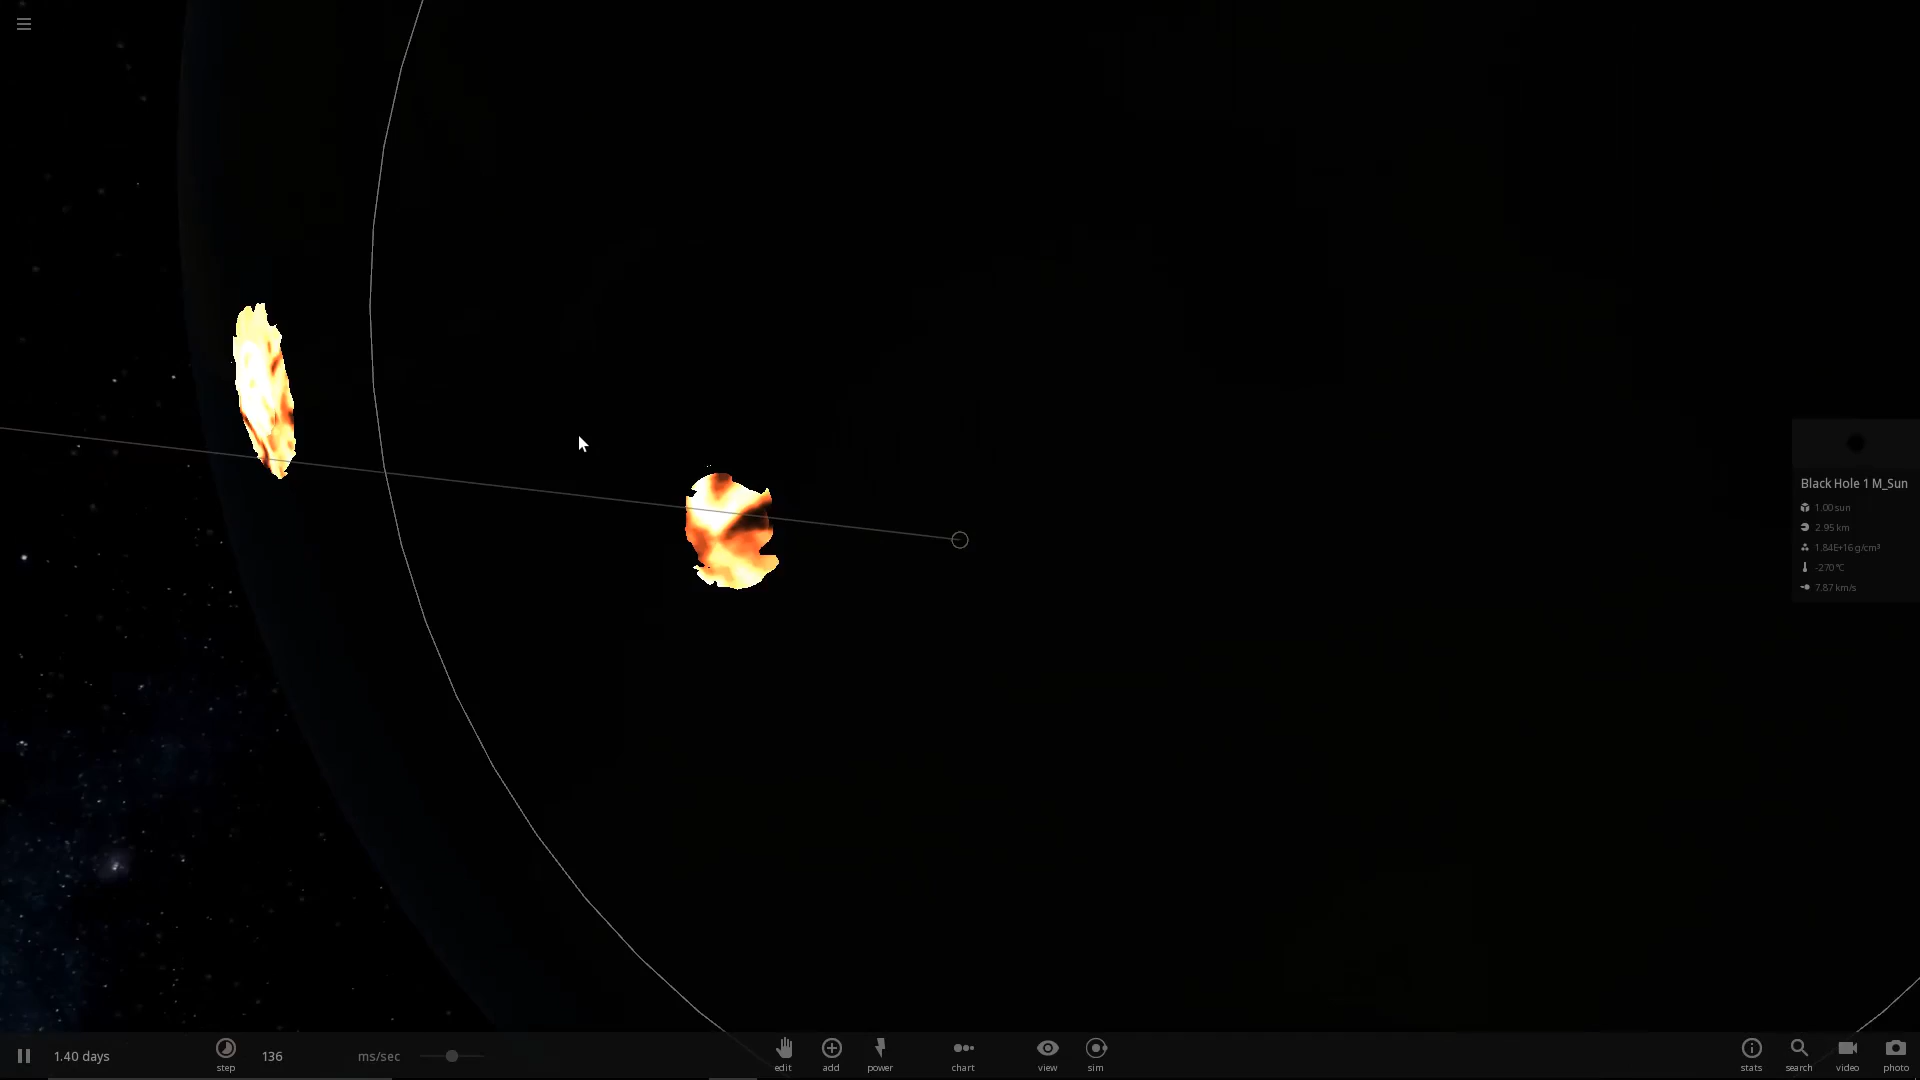 Black Hole 1 M_Sun
1.00 sun
2.95 km
1.84E+16 g/cm³
-270 °C
7.87 km/s
1.40 days
step
136
ms/sec
edit
add
power
chart
view
sim
stats
search
video
photo